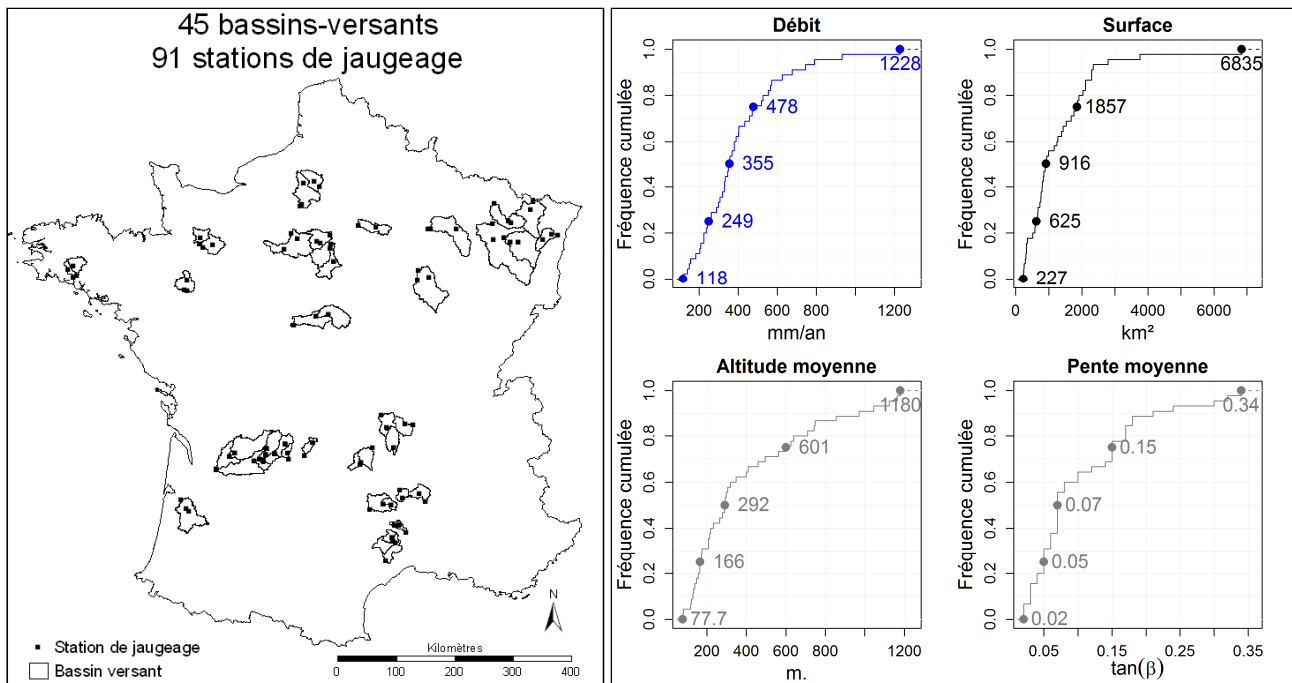 45 bassins-versants
91 stations de jaugeage
N
Station de jaugeage
Bassin versant
Kilomètres
0 100 200 300 400
Débit
Fréquence cumulée
0.0 0.2 0.4 0.6 0.8 1.0
1228
478
355
249
118
200 400 600 800 1200
mm/an
Surface
Fréquence cumulée
0.0 0.2 0.4 0.6 0.8 1.0
6835
1857
916
625
227
0 2000 4000 6000
km²
Altitude moyenne
Fréquence cumulée
0.0 0.2 0.4 0.6 0.8 1.0
1180
601
292
166
77.7
200 400 600 800 1200
m.
Pente moyenne
Fréquence cumulée
0.0 0.2 0.4 0.6 0.8 1.0
0.34
0.15
0.07
0.05
0.02
0.05 0.15 0.25 0.35
tan(β)